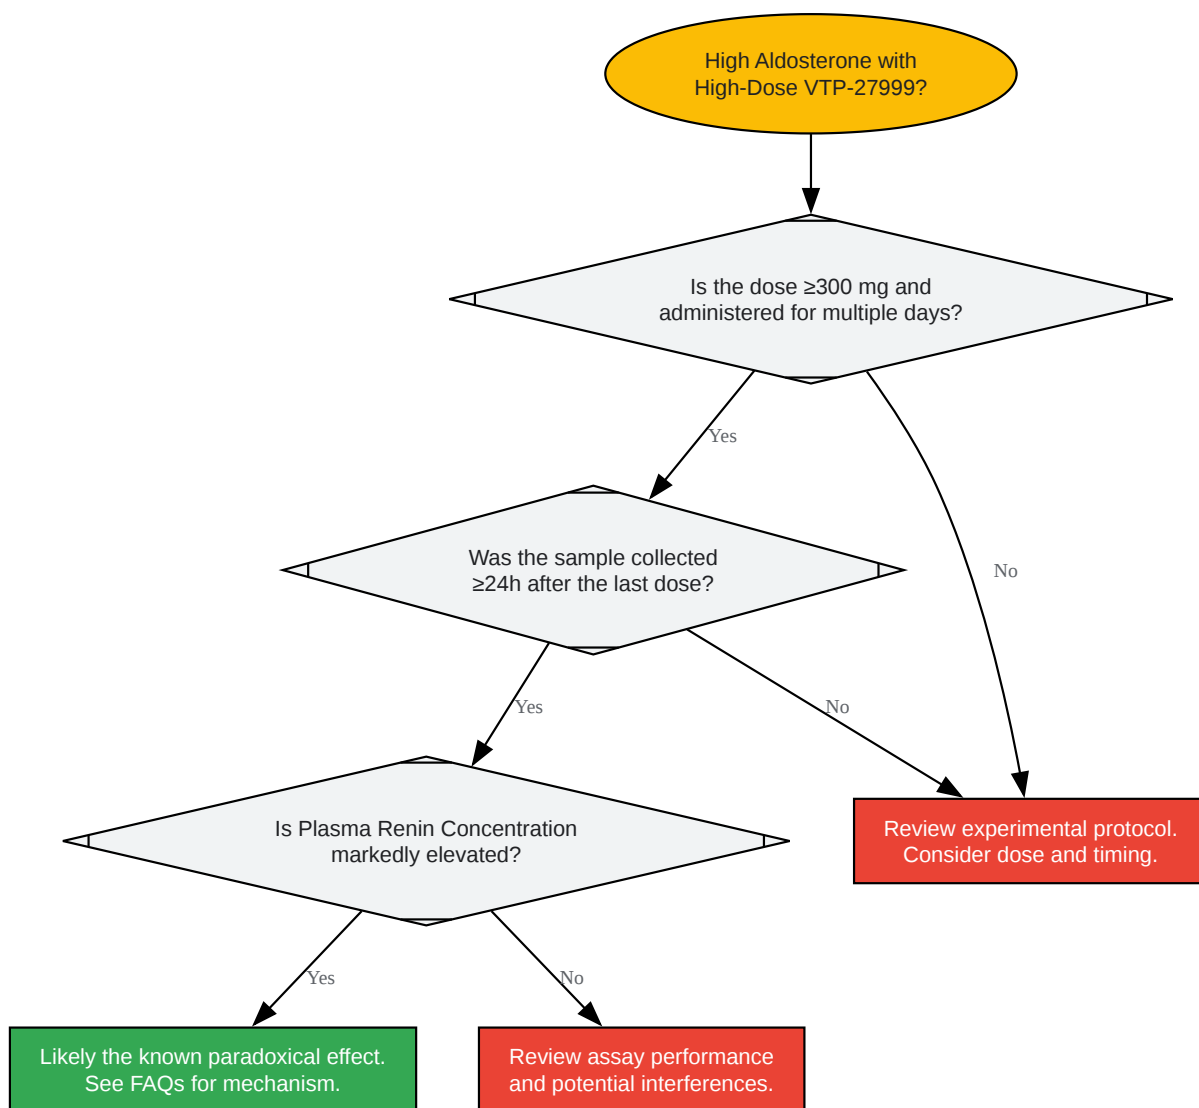 High Aldosterone with
High-Dose VTP-27999?
Is the dose ≥300 mg and
administered for multiple days?
Yes
No
Was the sample collected
≥24h after the last dose?
Yes
No
Is Plasma Renin Concentration
markedly elevated?
Review experimental protocol.
Consider dose and timing.
Yes
No
Likely the known paradoxical effect.
See FAQs for mechanism.
Review assay performance
and potential interferences.